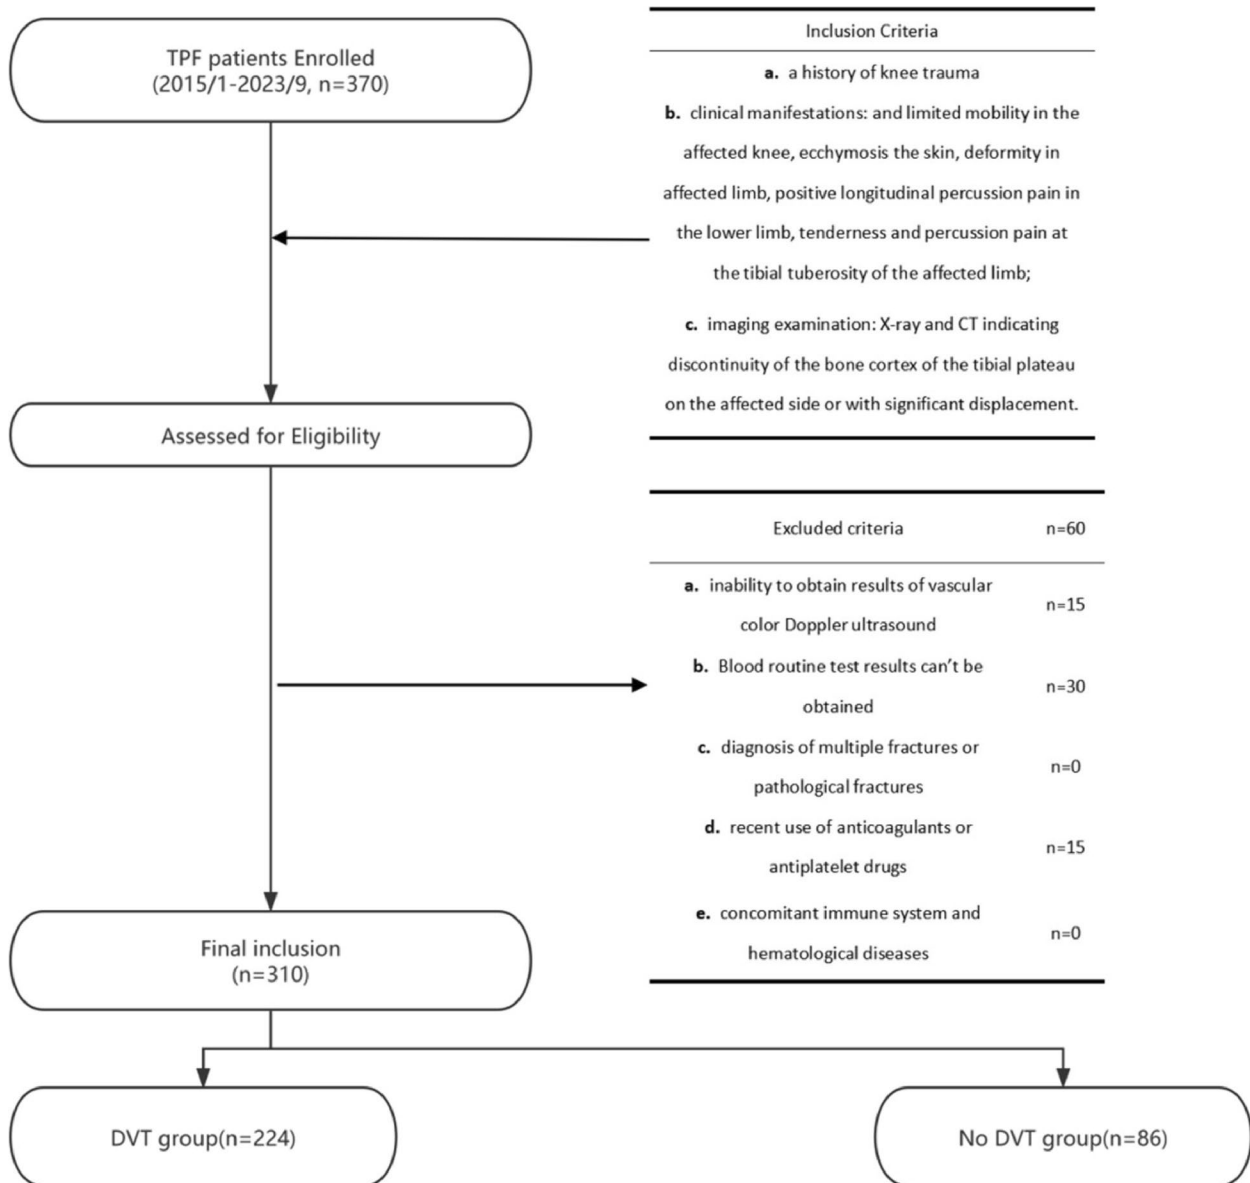 TPF patients Enrolled
(2015/1-2023/9, n=370)
Inclusion Criteria
a. a history of knee trauma
b. clinical manifestations: and limited mobility in the
affected knee, ecchymosis the skin, deformity in
affected limb, positive longitudinal percussion pain in
the lower limb, tenderness and percussion pain at
the tibial tuberosity of the affected limb;
c. imaging examination: X-ray and CT indicating
discontinuity of the bone cortex of the tibial plateau
on the affected side or with significant displacement.
Assessed for Eligibility
Excluded criteria n=60
a. inability to obtain results of vascular
color Doppler ultrasound
n=15
b. Blood routine test results can't be
obtained
n=30
c. diagnosis of multiple fractures or
pathological fractures
n=0
d. recent use of anticoagulants or
antiplatelet drugs
n=15
e. concomitant immune system and
hematological diseases
n=0
Final inclusion
(n=310)
DVT group(n=224)
No DVT group(n=86)